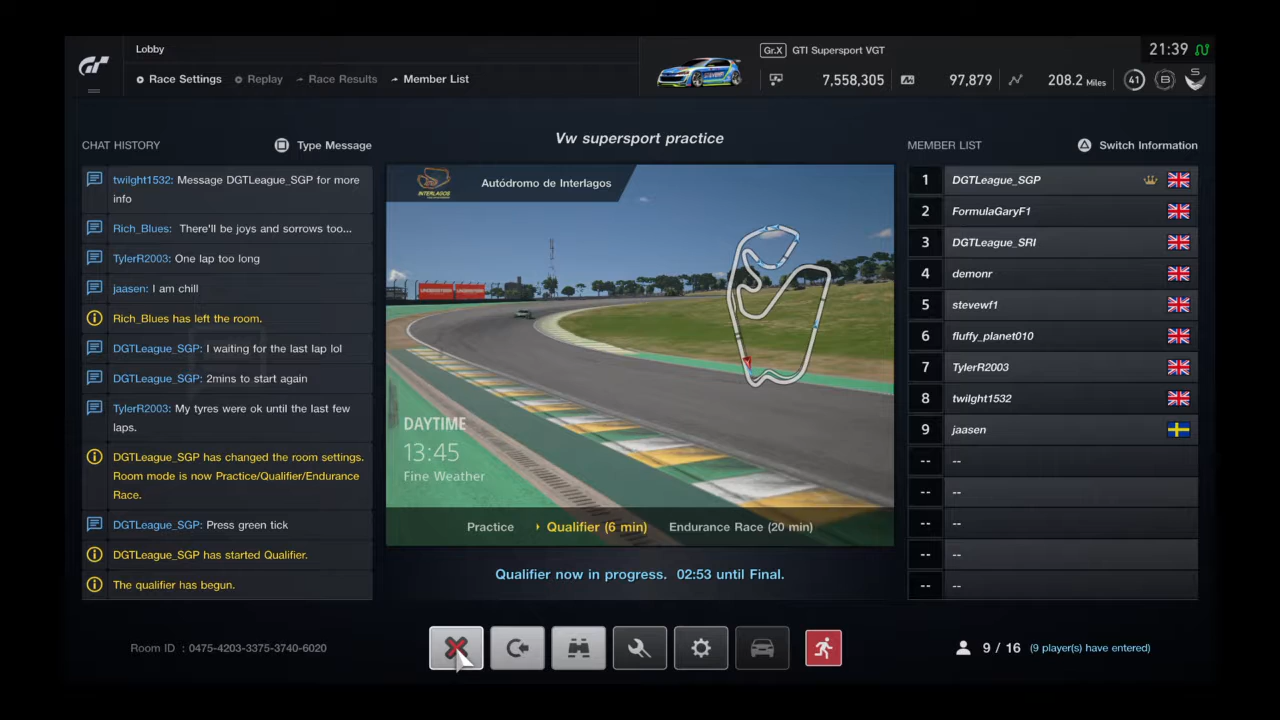 Lobby
Race Settings
Replay
Race Results
Member List
Gr.X GTI Supersport VGT
7,558,305
97,879
208.2 Miles
41
B
S
21:39
Vw supersport practice
CHAT HISTORY
Type Message
twilght1532: Message DGTLeague_SGP for more
info
Rich_Blues: There'll be joys and sorrows too...
TylerR2003: One lap too long
jaasen: I am chill
Rich_Blues has left the room.
DGTLeague_SGP: I waiting for the last lap lol
DGTLeague_SGP: 2mins to start again
TylerR2003: My tyres were ok until the last few
laps.
DGTLeague_SGP has changed the room settings.
Room mode is now Practice/Qualifier/Endurance
Race.
DGTLeague_SGP: Press green tick
DGTLeague_SGP has started Qualifier.
The qualifier has begun.
INTERLAGOS
Autódromo de Interlagos
DAYTIME
13:45
Fine Weather
Practice
Qualifier (6 min)
Endurance Race (20 min)
Qualifier now in progress. 02:53 until Final.
MEMBER LIST
Switch Information
1 DGTLeague_SGP
2 FormulaGaryF1
3 DGTLeague_SRI
4 demonr
5 stevewf1
6 fluffy_planet010
7 TylerR2003
8 twilght1532
9 jaasen
-- --
-- --
-- --
-- --
-- --
Room ID : 0475-4203-3375-3740-6020
9 / 16 (9 player(s) have entered)